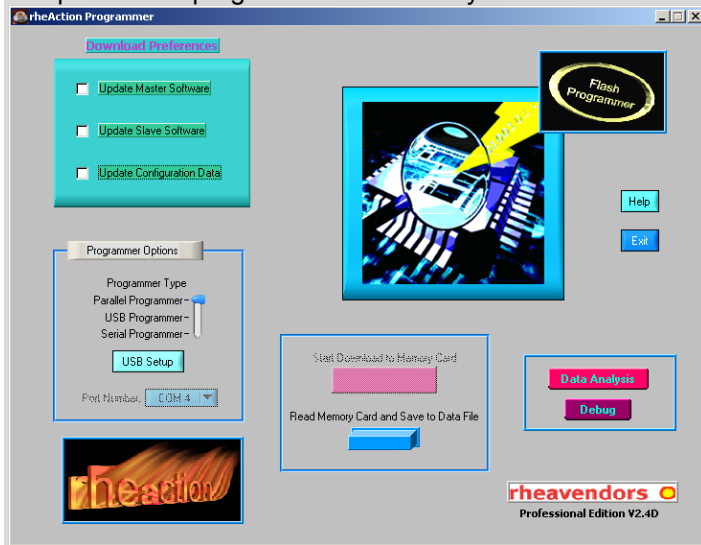 rheAction Programmer
Download Preferences
Update Master Software
Update Slave Software
Update Configuration Data
Flash
Programmer
Help
Exit
Programmer Options
Programmer Type
Parallel Programmer
USB Programmer
Serial Programmer
USB Setup
Port Number.
COM 4
Start Download to Memory Card
Read Memory Card and Save to Data File
Data Analysis
Debug
rheaction
rheavendors
Professional Edition V2.4D